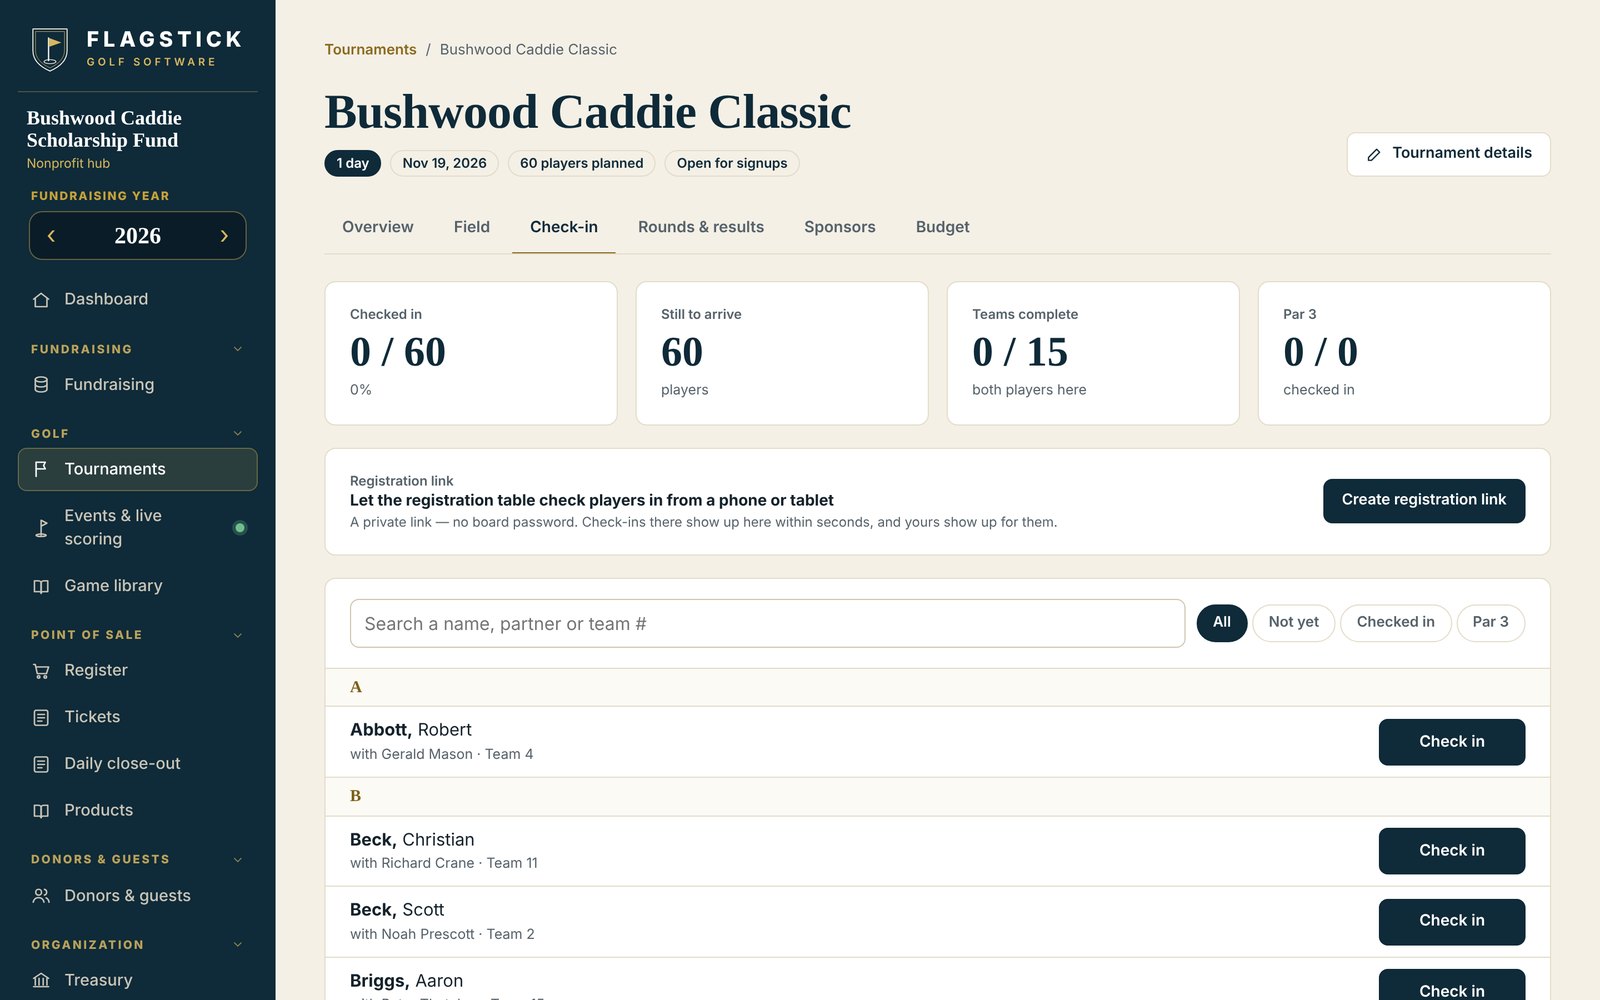 FLAGSTICK
GOLF SOFTWARE
Bushwood Caddie
Scholarship Fund
Nonprofit hub
FUNDRAISING YEAR
2026
Dashboard
FUNDRAISING
Fundraising
GOLF
Tournaments
Events & live
scoring
Game library
POINT OF SALE
Register
Tickets
Daily close-out
Products
DONORS & GUESTS
Donors & guests
ORGANIZATION
Treasury
Tournaments / Bushwood Caddie Classic
Bushwood Caddie Classic
1 day
Nov 19, 2026
60 players planned
Open for signups
Tournament details
Overview
Field
Check-in
Rounds & results
Sponsors
Budget
Checked in
0 / 60
0%
Still to arrive
60
players
Teams complete
0 / 15
both players here
Par 3
0 / 0
checked in
Registration link
Let the registration table check players in from a phone or tablet
A private link — no board password. Check-ins there show up here within seconds, and yours show up for them.
Create registration link
Search a name, partner or team #
All
Not yet
Checked in
Par 3
A
Abbott, Robert
with Gerald Mason · Team 4
Check in
B
Beck, Christian
with Richard Crane · Team 11
Check in
Beck, Scott
with Noah Prescott · Team 2
Check in
Briggs, Aaron
Check in